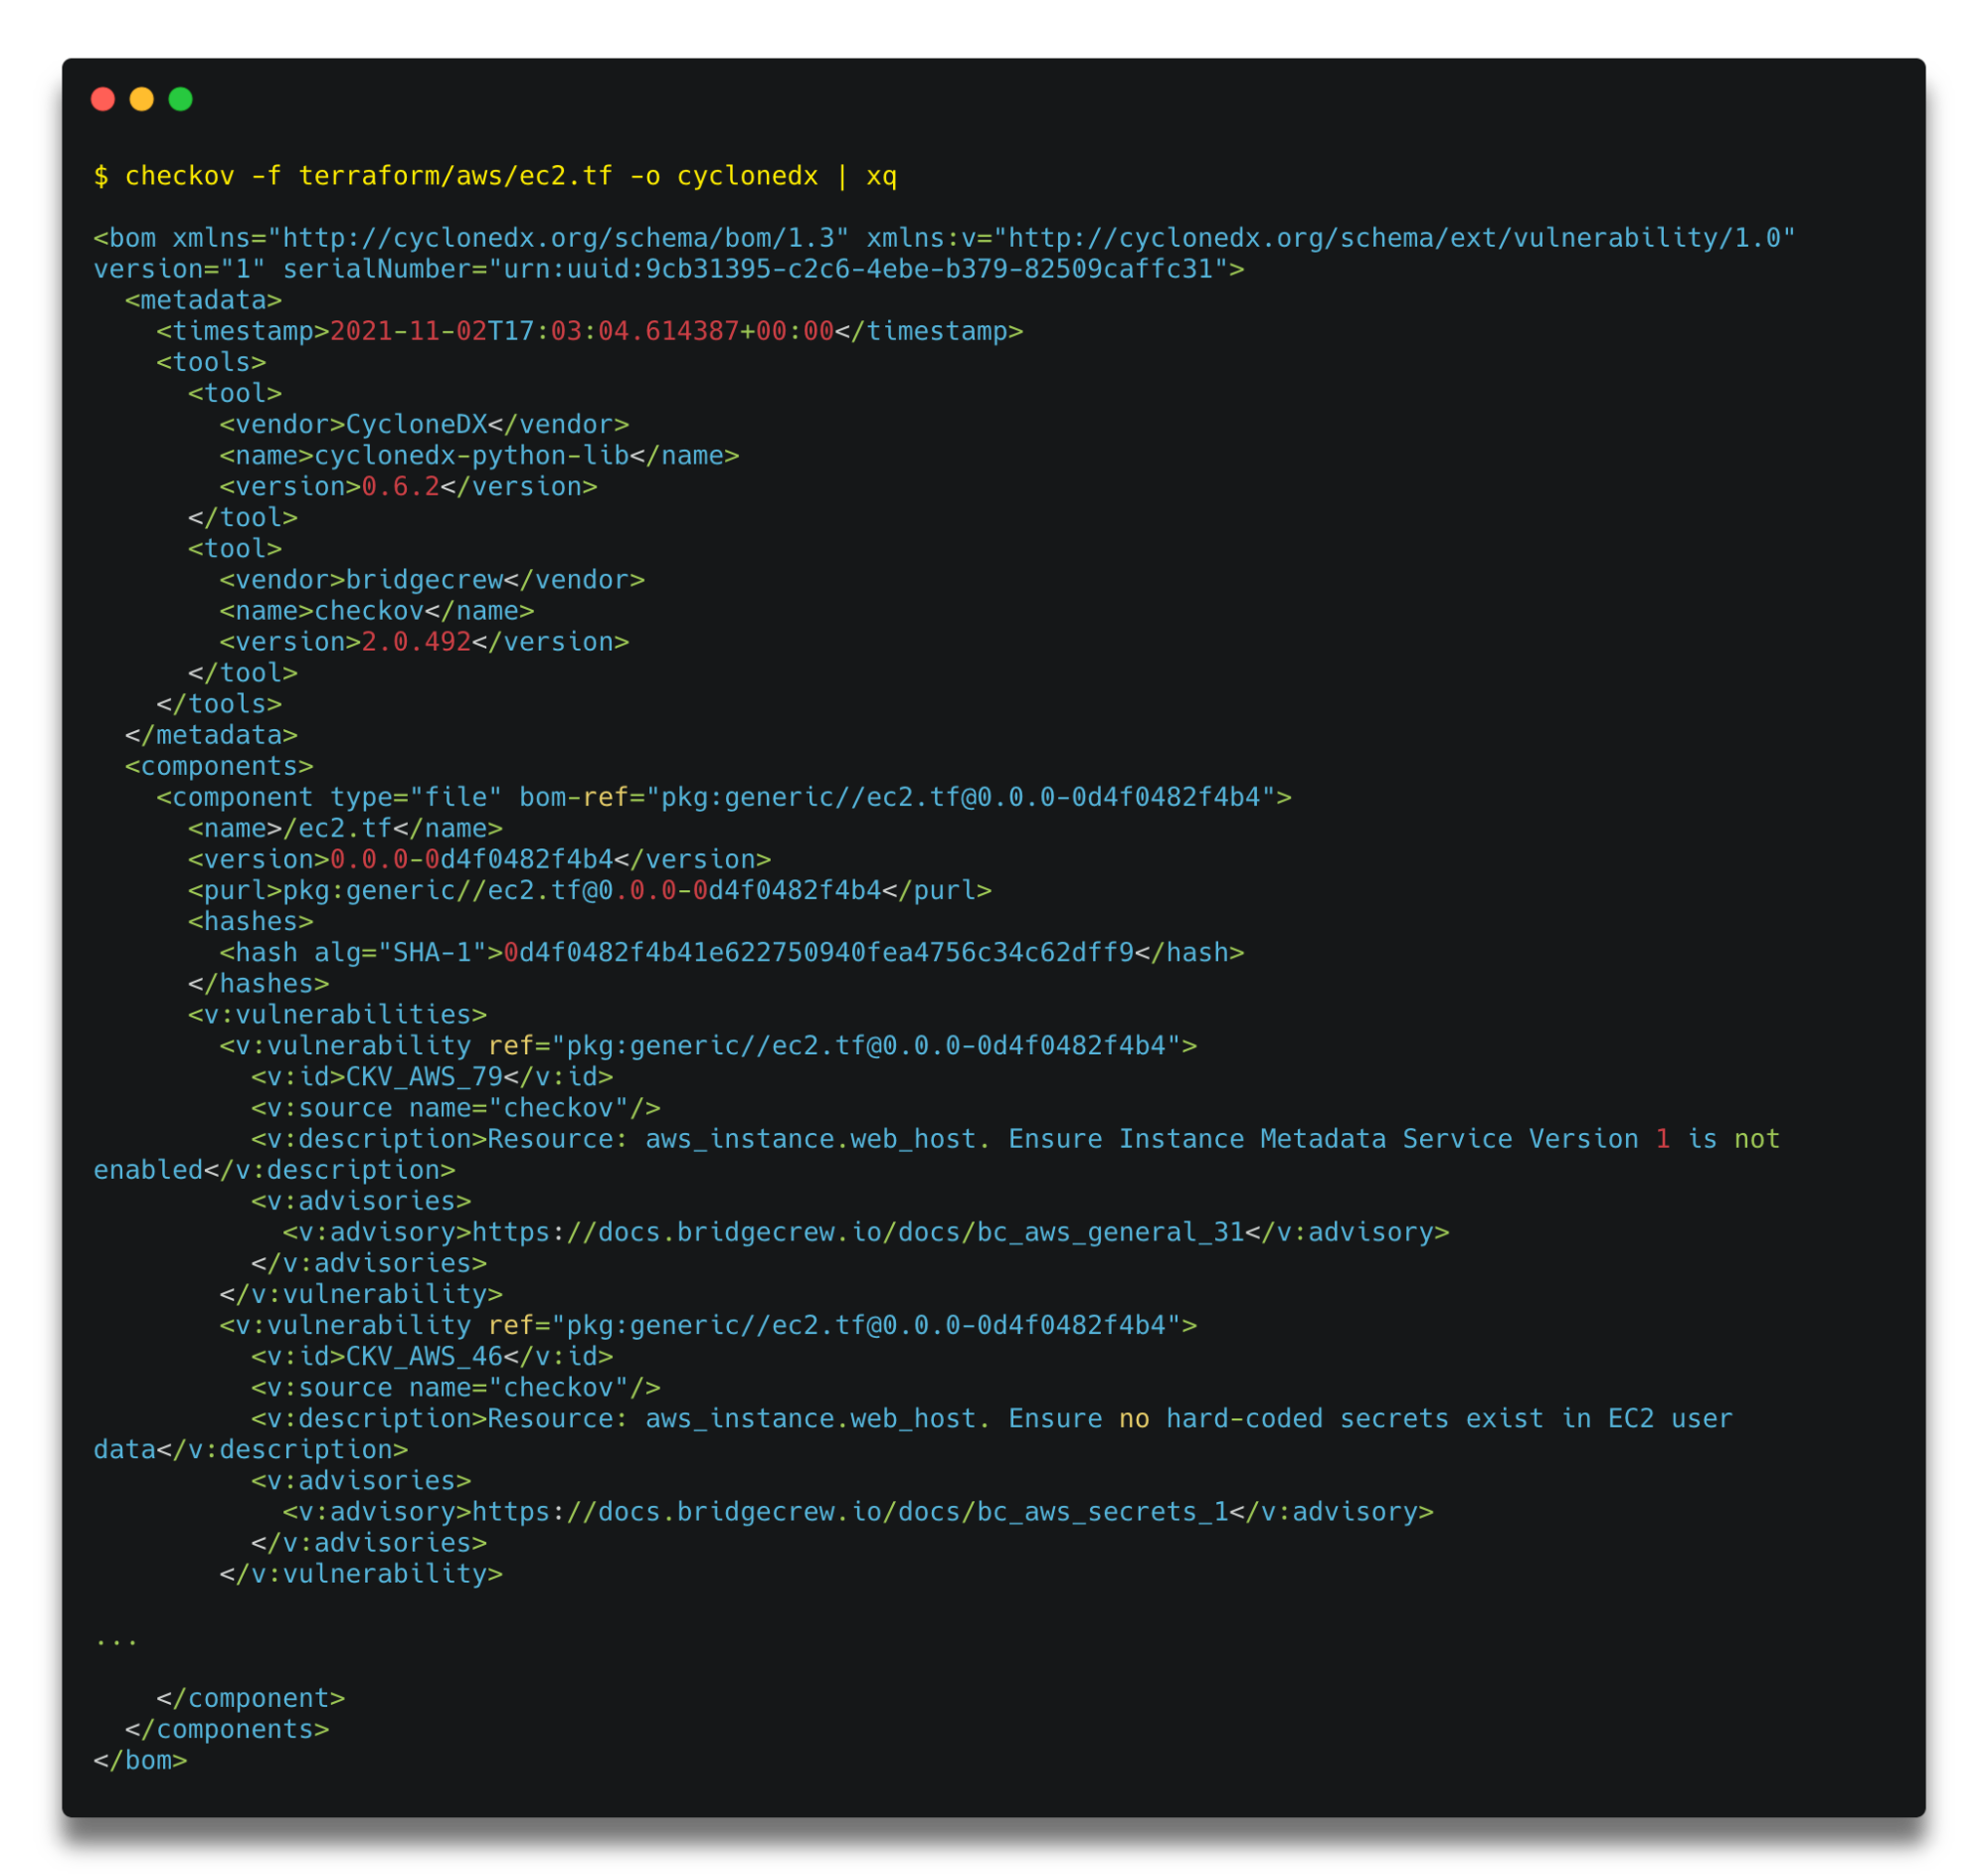 $ checkov -f terraform/aws/ec2.tf -o cyclonedx | xq
<bom xmlns="http://cyclonedx.org/schema/bom/1.3" xmlns:v="http://cyclonedx.org/schema/ext/vulnerability/1.0"
version="1" serialNumber="urn:uuid:9cb31395-c2c6-4ebe-b379-82509caffc31">
  <metadata>
    <timestamp>2021-11-02T17:03:04.614387+00:00</timestamp>
    <tools>
      <tool>
        <vendor>CycloneDX</vendor>
        <name>cyclonedx-python-lib</name>
        <version>0.6.2</version>
      </tool>
      <tool>
        <vendor>bridgecrew</vendor>
        <name>checkov</name>
        <version>2.0.492</version>
      </tool>
    </tools>
  </metadata>
  <components>
    <component type="file" bom-ref="pkg:generic//ec2.tf@0.0.0-0d4f0482f4b4">
      <name>/ec2.tf</name>
      <version>0.0.0-0d4f0482f4b4</version>
      <purl>pkg:generic//ec2.tf@0.0.0-0d4f0482f4b4</purl>
      <hashes>
        <hash alg="SHA-1">0d4f0482f4b41e622750940fea4756c34c62dff9</hash>
      </hashes>
      <v:vulnerabilities>
        <v:vulnerability ref="pkg:generic//ec2.tf@0.0.0-0d4f0482f4b4">
          <v:id>CKV_AWS_79</v:id>
          <v:source name="checkov"/>
          <v:description>Resource: aws_instance.web_host. Ensure Instance Metadata Service Version 1 is not
enabled</v:description>
          <v:advisories>
            <v:advisory>https://docs.bridgecrew.io/docs/bc_aws_general_31</v:advisory>
          </v:advisories>
        </v:vulnerability>
        <v:vulnerability ref="pkg:generic//ec2.tf@0.0.0-0d4f0482f4b4">
          <v:id>CKV_AWS_46</v:id>
          <v:source name="checkov"/>
          <v:description>Resource: aws_instance.web_host. Ensure no hard-coded secrets exist in EC2 user
data</v:description>
          <v:advisories>
            <v:advisory>https://docs.bridgecrew.io/docs/bc_aws_secrets_1</v:advisory>
          </v:advisories>
        </v:vulnerability>
...
    </component>
  </components>
</bom>